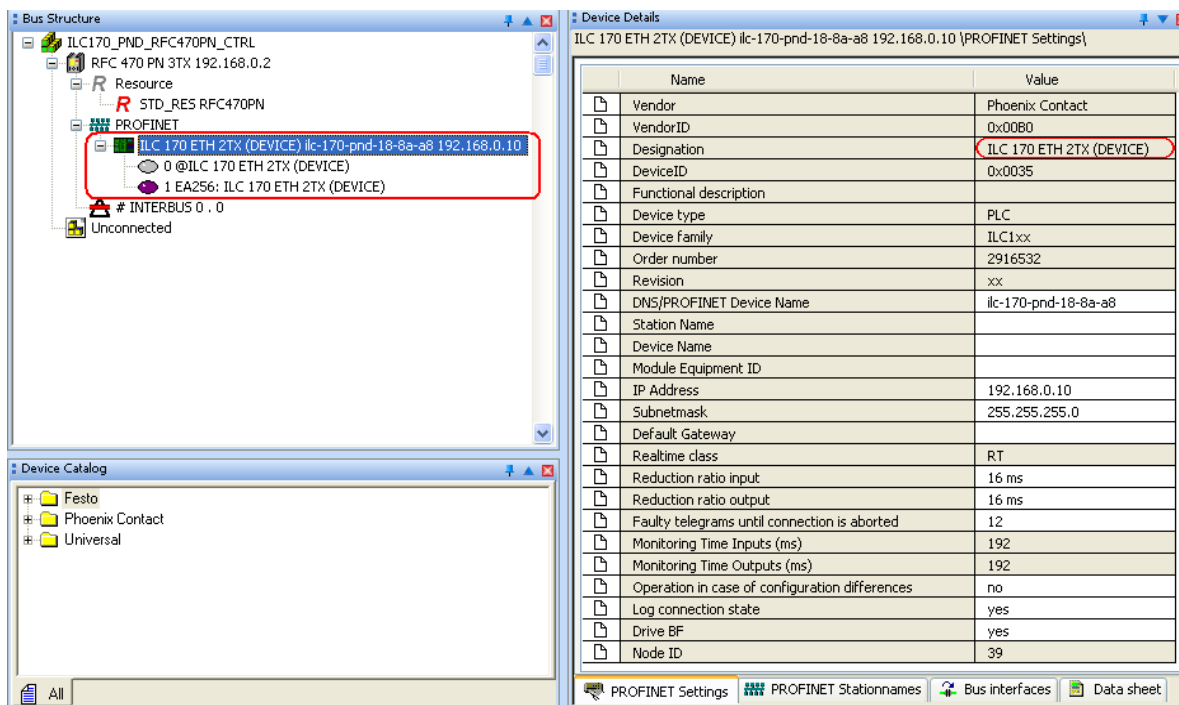 Bus Structure
ILC170_PND_RFC470PN_CTRL
RFC 470 PN 3TX 192.168.0.2
R Resource
R STD_RES RFC470PN
PROFINET
ILC 170 ETH 2TX (DEVICE) ilc-170-pnd-18-8a-a8 192.168.0.10
0 @ILC 170 ETH 2TX (DEVICE)
1 EA256: ILC 170 ETH 2TX (DEVICE)
# INTERBUS 0 . 0
Unconnected
Device Catalog
Festo
Phoenix Contact
Universal
All
Device Details
ILC 170 ETH 2TX (DEVICE) ilc-170-pnd-18-8a-a8 192.168.0.10 \PROFINET Settings\
Name Value
Vendor Phoenix Contact
VendorID 0x00B0
Designation ILC 170 ETH 2TX (DEVICE)
DeviceID 0x0035
Functional description
Device type PLC
Device family ILC1xx
Order number 2916532
Revision xx
DNS/PROFINET Device Name ilc-170-pnd-18-8a-a8
Station Name
Device Name
Module Equipment ID
IP Address 192.168.0.10
Subnetmask 255.255.255.0
Default Gateway
Realtime class RT
Reduction ratio input 16 ms
Reduction ratio output 16 ms
Faulty telegrams until connection is aborted 12
Monitoring Time Inputs (ms) 192
Monitoring Time Outputs (ms) 192
Operation in case of configuration differences no
Log connection state yes
Drive BF yes
Node ID 39
PROFINET Settings PROFINET Stationnames Bus interfaces Data sheet